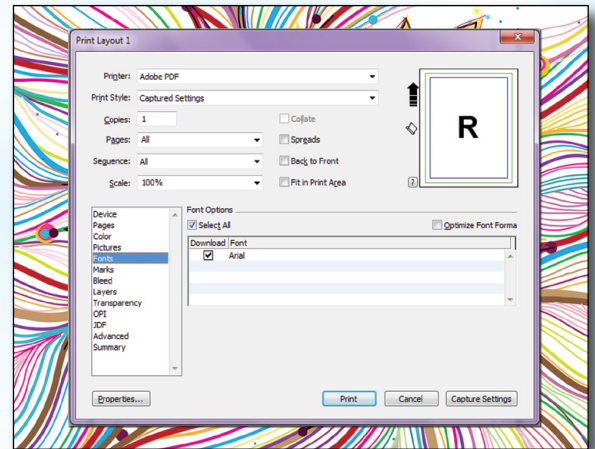 Print Layout 1
Printer: Adobe PDF
Print Style: Captured Settings
Copies: 1 Collate
Pages: All Spreads
Sequence: All Back to Front
Scale: 100% Fit in Print Area
R
?
Device
Pages
Color
Pictures
Fonts
Marks
Bleed
Layers
Transparency
OPI
JDF
Advanced
Summary
Font Options
Select All Optimize Font Forma
Download Font
Arial
Properties... Print Cancel Capture Settings